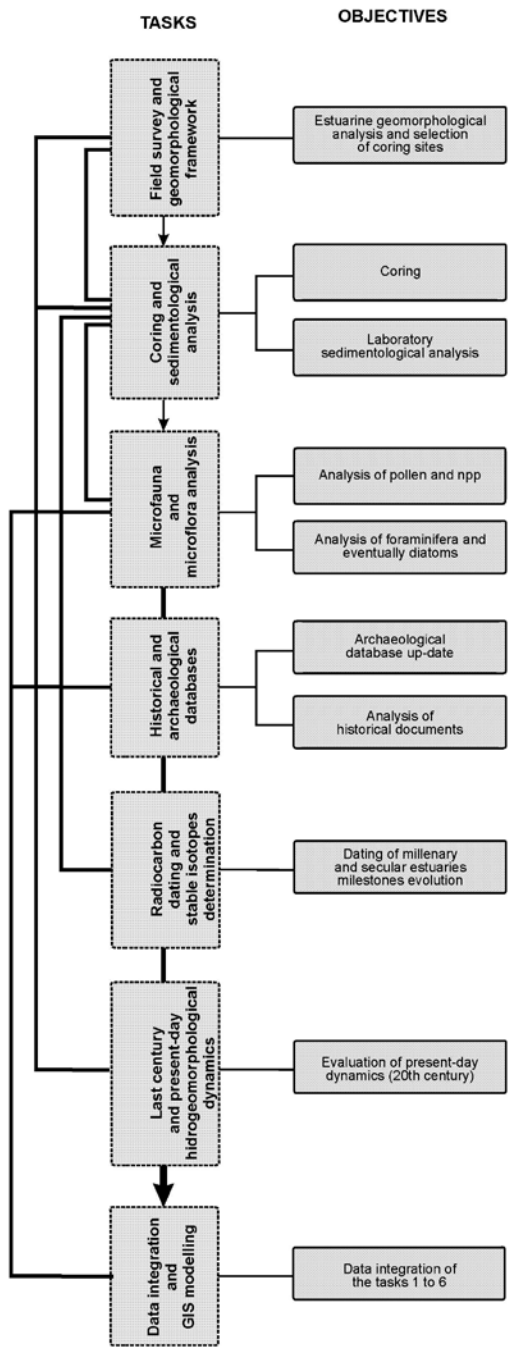 TASKS
OBJECTIVES
Field survey and
geomorphological
framework
Estuarine geomorphological
analysis and selection
of coring sites
Coring and
sedimentological
analysis
Coring
Laboratory
sedimentological analysis
Microfauna
and
microflora analysis
Analysis of pollen and npp
Analysis of foraminifera and
eventually diatoms
Historical and
archaeological
databases
Archaeological
database up-date
Analysis of
historical documents
Radiocarbon
dating and
stable isotopes
determination
Dating of millenary
and secular estuaries
milestones evolution
Last century
and present-day
hidrogeomorphological
dynamics
Evaluation of present-day
dynamics (20th century)
Data integration
and
GIS modelling
Data integration of
the tasks 1 to 6